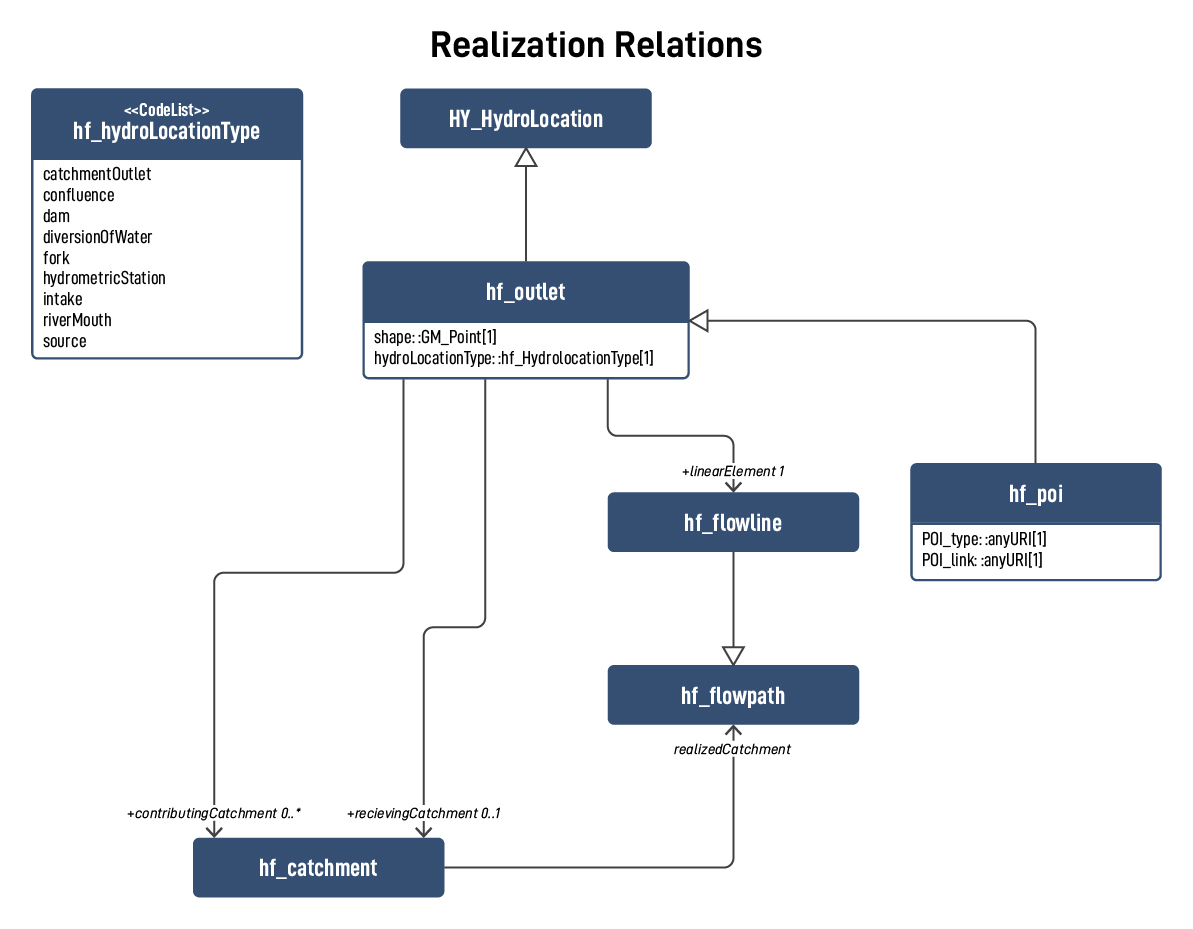 Realization Relations
<<CodeList>>
hf_hydroLocationType
catchmentOutlet
confluence
dam
diversionOfWater
fork
hydrometricStation
intake
riverMouth
source
HY_HydroLocation
hf_outlet
shape: :GM_Point[1]
hydroLocationType: :hf_HydrolocationType[1]
+linearElement 1
hf_flowline
hf_poi
POI_type: :anyURI[1]
POI_link: :anyURI[1]
hf_flowpath
realizedCatchment
+contributingCatchment 0..*
+recievingCatchment 0..1
hf_catchment